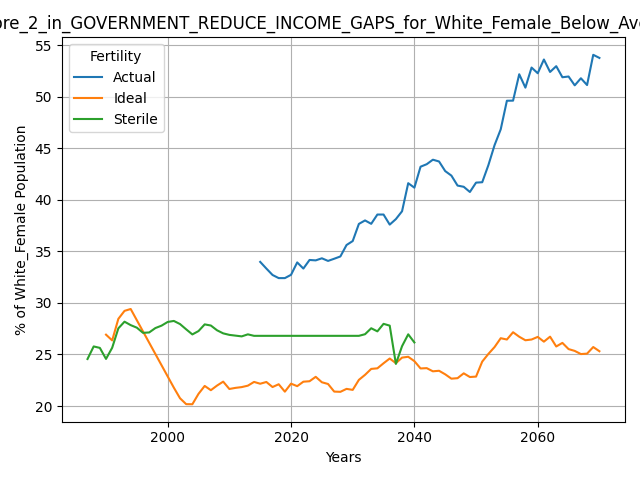 ore_2_in_GOVERNMENT_REDUCE_INCOME_GAPS_for_White_Female_Below_Ave
Fertility
Actual
Ideal
Sterile
% of White_Female Population
55
50
45
40
35
30
25
20
2000
2020
2040
2060
Years